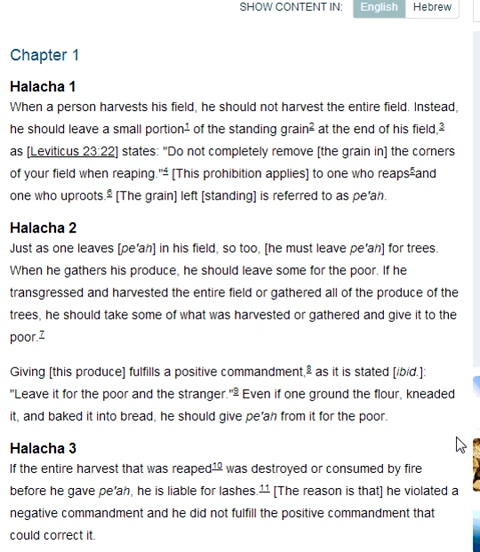 SHOW CONTENT IN: English Hebrew
Chapter 1
Halacha 1
When a person harvests his field, he should not harvest the entire field. Instead,
he should leave a small portion1 of the standing grain2 at the end of his field,3
as [Leviticus 23:22] states: "Do not completely remove [the grain in] the corners
of your field when reaping."4 [This prohibition applies] to one who reaps5and
one who uproots.6 [The grain] left [standing] is referred to as pe'ah.
Halacha 2
Just as one leaves [pe'ah] in his field, so too, [he must leave pe'ah] for trees.
When he gathers his produce, he should leave some for the poor. If he
transgressed and harvested the entire field or gathered all of the produce of the
trees, he should take some of what was harvested or gathered and give it to the
poor.7
Giving [this produce] fulfills a positive commandment,8 as it is stated [ibid.]:
"Leave it for the poor and the stranger."9 Even if one ground the flour, kneaded
it, and baked it into bread, he should give pe'ah from it for the poor.
Halacha 3
If the entire harvest that was reaped10 was destroyed or consumed by fire
before he gave pe'ah, he is liable for lashes.11 [The reason is that] he violated a
negative commandment and he did not fulfill the positive commandment that
could correct it.